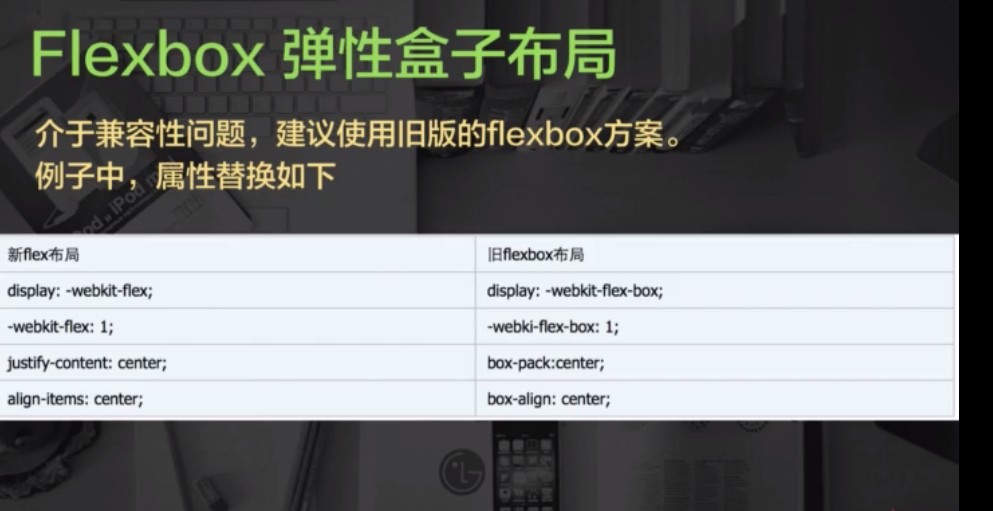 Flexbox 弹性盒子布局
介于兼容性问题，建议使用旧版的flexbox方案。
例子中，属性替换如下
新flex布局 旧flexbox布局
display: -webkit-flex; display: -webkit-flex-box;
-webkit-flex: 1; -webki-flex-box: 1;
justify-content: center; box-pack:center;
align-items: center; box-align: center;